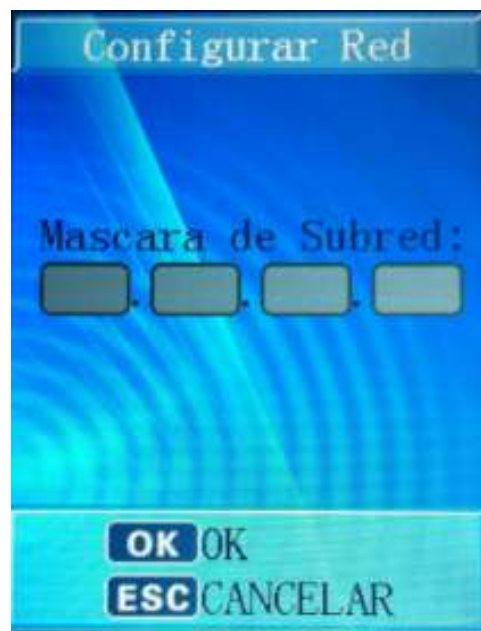 Configurar Red
Mascara de Subred:
. . .
OK OK
ESC CANCELAR